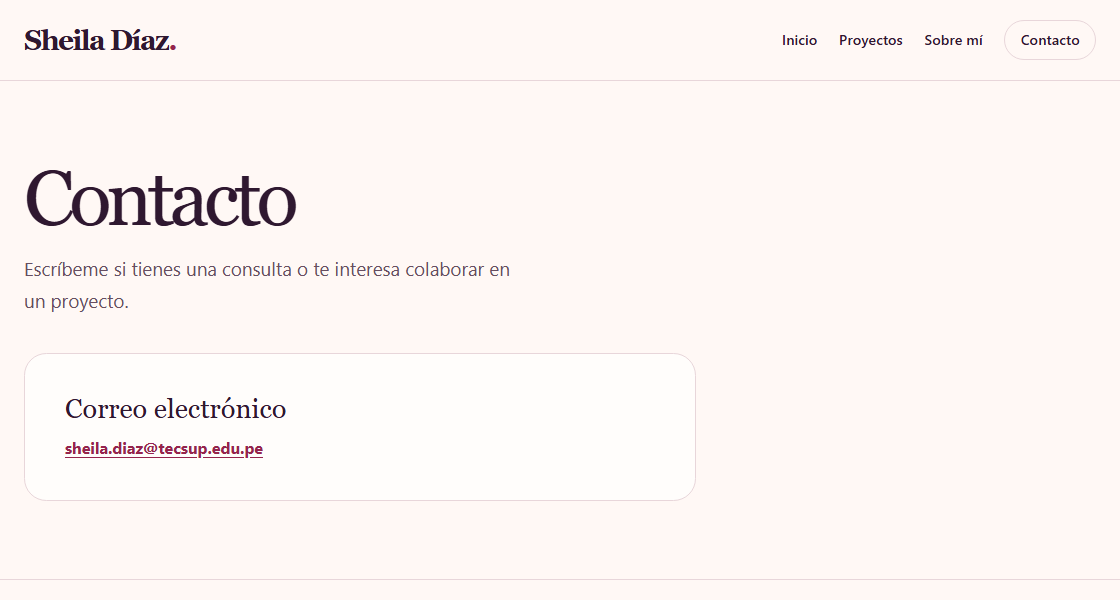 Sheila Díaz.
Inicio Proyectos Sobre mí Contacto
Contacto
Escríbeme si tienes una consulta o te interesa colaborar en
un proyecto.
Correo electrónico
sheila.diaz@tecsup.edu.pe